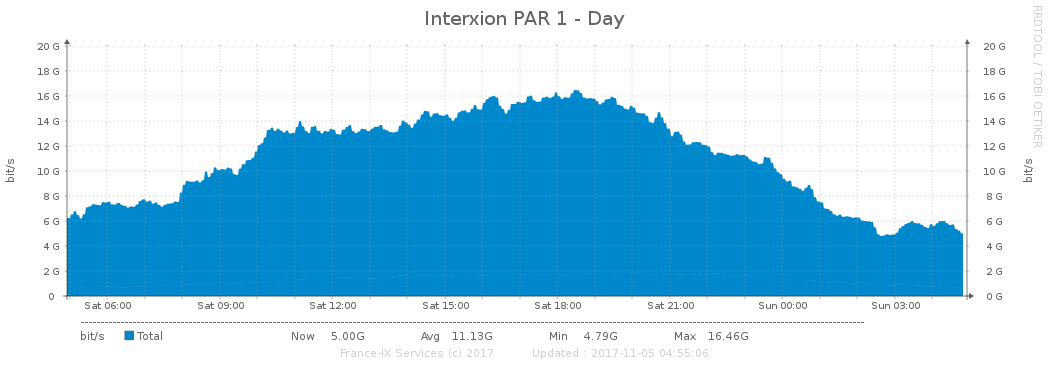 Interxion PAR 1 - Day
RRDTOOL / TOBI OETIKER
bit/s
20 G 20 G
18 G 18 G
16 G 16 G
14 G 14 G
12 G 12 G
10 G 10 G
8 G 8 G
6 G 6 G
4 G 4 G
2 G 2 G
0 0 G
bit/s
Sat 06:00 Sat 09:00 Sat 12:00 Sat 15:00 Sat 18:00 Sat 21:00 Sun 00:00 Sun 03:00
bit/s Total Now 5.00G Avg 11.13G Min 4.79G Max 16.46G
France-IX Services (c) 2017 Updated : 2017-11-05 04:55:06